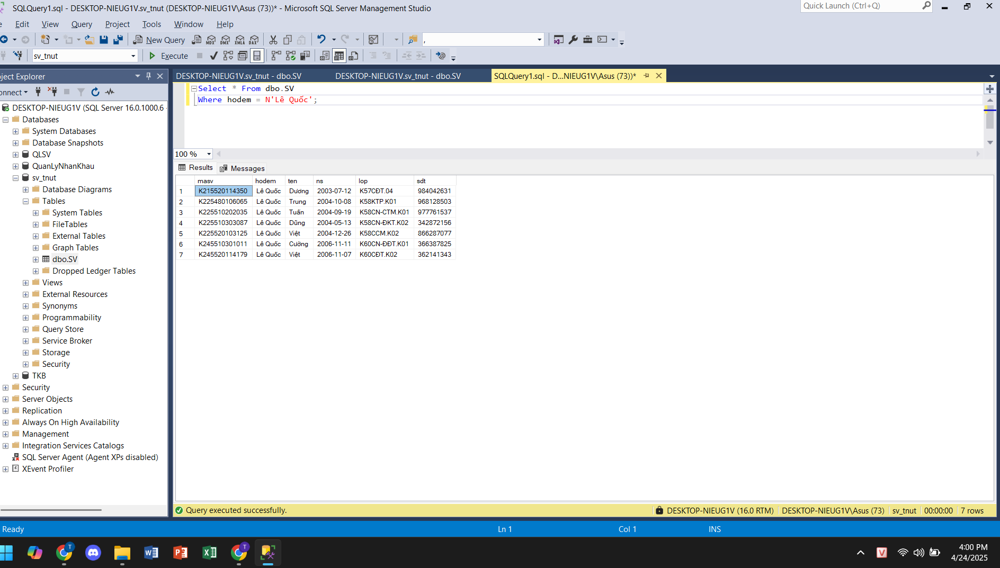 SQLQuery1.sql - DESKTOP-NIEUG1V.sv_tnut (DESKTOP-NIEUG1V\Asus (73))* - Microsoft SQL Server Management Studio
Quick Launch (Ctrl+Q)
e Edit View Query Project Tools Window Help
New Query MDX DMX XMLA DAX ,
sv_tnut Execute
ject Explorer
onnect
DESKTOP-NIEUG1V (SQL Server 16.0.1000.6 -
Databases
System Databases
Database Snapshots
QLSV
QuanLyNhanKhau
sv_tnut
Database Diagrams
Tables
System Tables
FileTables
External Tables
Graph Tables
dbo.SV
Dropped Ledger Tables
Views
External Resources
Synonyms
Programmability
Query Store
Service Broker
Storage
Security
TKB
Security
Server Objects
Replication
Always On High Availability
Management
Integration Services Catalogs
SQL Server Agent (Agent XPs disabled)
XEvent Profiler
DESKTOP-NIEUG1V.sv_tnut - dbo.SV DESKTOP-NIEUG1V.sv_tnut - dbo.SV SQLQuery1.sql - D...NIEUG1V\Asus (73))*
Select * From dbo.SV
Where hodem = N'Lê Quốc';
100 %
Results Messages
masv hodem ten ns lop sdt
1 K215520114350 Lê Quốc Dương 2003-07-12 K57CĐT.04 984042631
2 K225480106065 Lê Quốc Trung 2004-10-08 K58KTP.K01 968128503
3 K225510202035 Lê Quốc Tuấn 2004-09-19 K58CN-CTM.K01 977761537
4 K225510303087 Lê Quốc Dũng 2004-05-13 K58CN-ĐKT.K02 342872156
5 K225520103125 Lê Quốc Việt 2004-12-26 K58CCM.K02 866287077
6 K245510301011 Lê Quốc Cường 2006-11-11 K60CN-ĐĐT.K01 366387825
7 K245520114179 Lê Quốc Việt 2006-11-07 K60CĐT.K02 362141343
Query executed successfully. DESKTOP-NIEUG1V (16.0 RTM) DESKTOP-NIEUG1V\Asus (73) sv_tnut 00:00:00 7 rows
Ready Ln 1 Col 1 INS
4:00 PM
4/24/2025